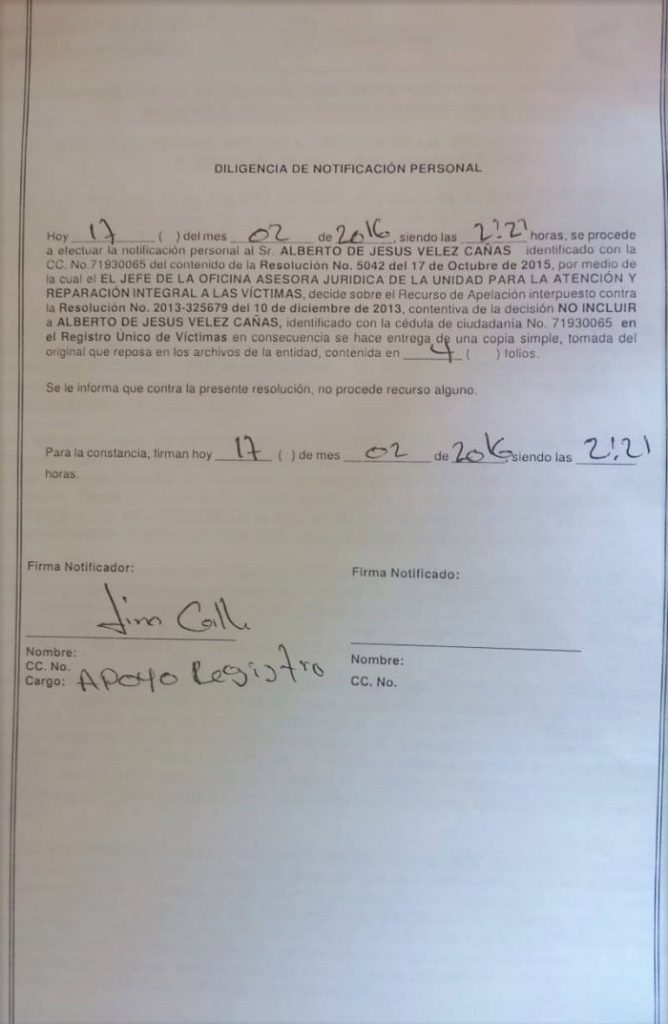 DILIGENCIA DE NOTIFICACIÓN PERSONAL
Hoy 17 ( ) del mes 02 de 2016, siendo las 2:21 horas, se procede
a efectuar la notificación personal al Sr. ALBERTO DE JESUS VELEZ CAÑAS identificado con la
CC. No.71930065 del contenido de la Resolución No. 5042 del 17 de Octubre de 2015, por medio de
la cual el EL JEFE DE LA OFICINA ASESORA JURIDICA DE LA UNIDAD PARA LA ATENCIÓN Y
REPARACIÓN INTEGRAL A LAS VÍCTIMAS, decide sobre el Recurso de Apelación interpuesto contra
la Resolución No. 2013-325679 del 10 de diciembre de 2013, contentiva de la decisión NO INCLUIR
a ALBERTO DE JESUS VELEZ CAÑAS, identificado con la cédula de ciudadanía No. 71930065 en
el Registro Único de Víctimas en consecuencia se hace entrega de una copia simple, tomada del
original que reposa en los archivos de la entidad, contenida en 4 ( ) folios.
Se le informa que contra la presente resolución, no procede recurso alguno.
Para la constancia, firman hoy 17 ( ) de mes 02 de 2016, siendo las 2:21
horas.
Firma Notificador:
Firma Notificado:
Nombre:
CC. No.
Cargo: Apoyo Registro
Nombre:
CC. No.